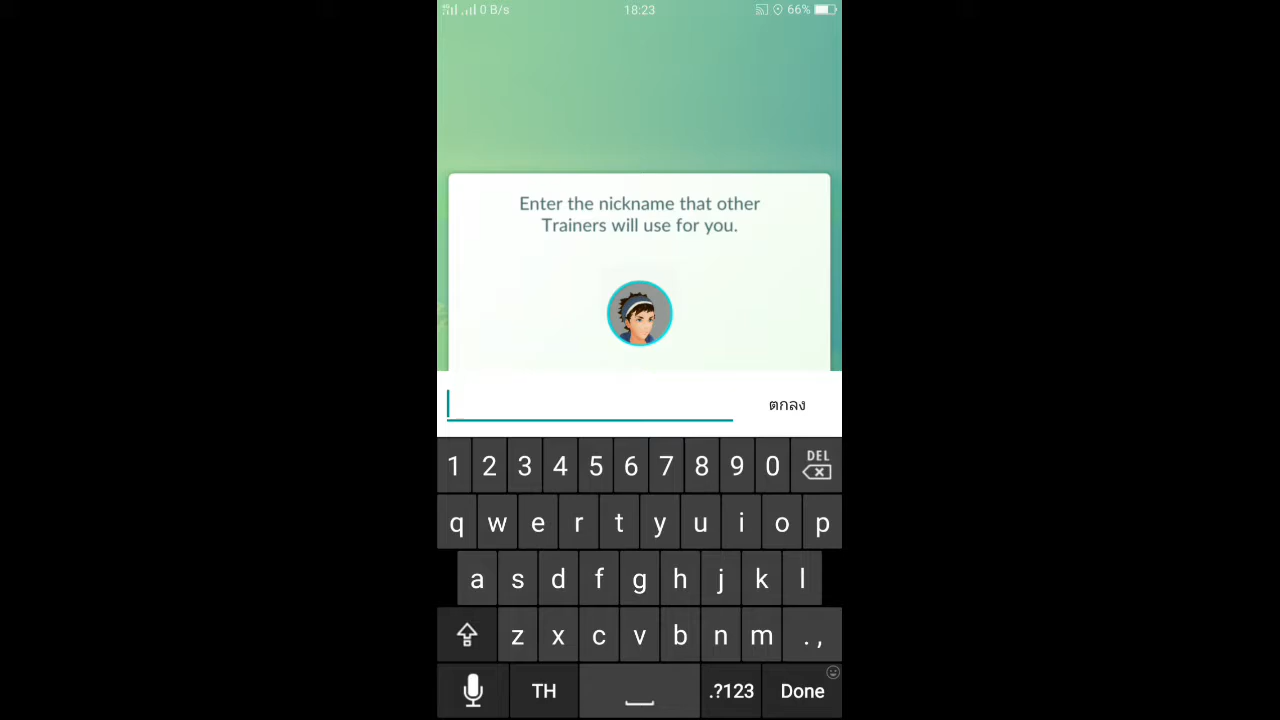 0 B/s 18:23 66%
Enter the nickname that other
Trainers will use for you.
ตกลง
1 2 3 4 5 6 7 8 9 0 DEL
q w e r t y u i o p
a s d f g h j k l
z x c v b n m . ,
TH .?123 Done